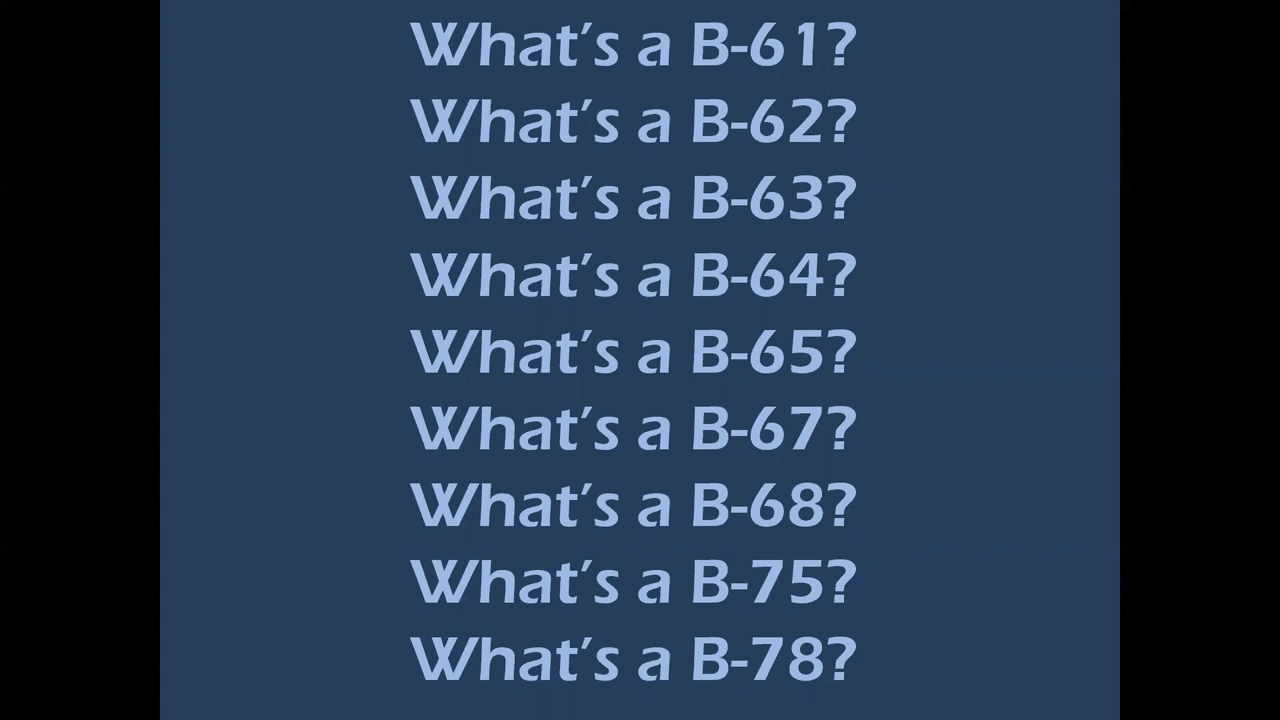 What's a B-61?
What's a B-62?
What's a B-63?
What's a B-64?
What's a B-65?
What's a B-67?
What's a B-68?
What's a B-75?
What's a B-78?